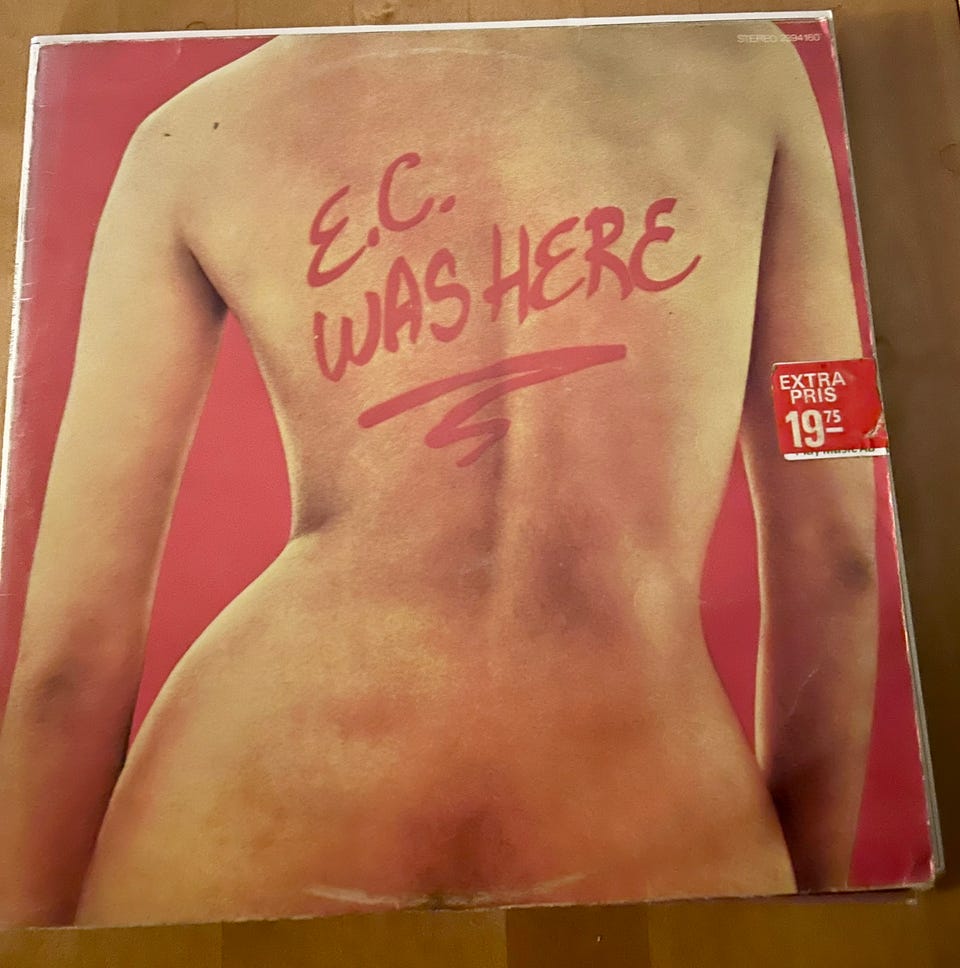 STEREO 2394160
E.C.
WAS HERE
EXTRA
PRIS
19 75